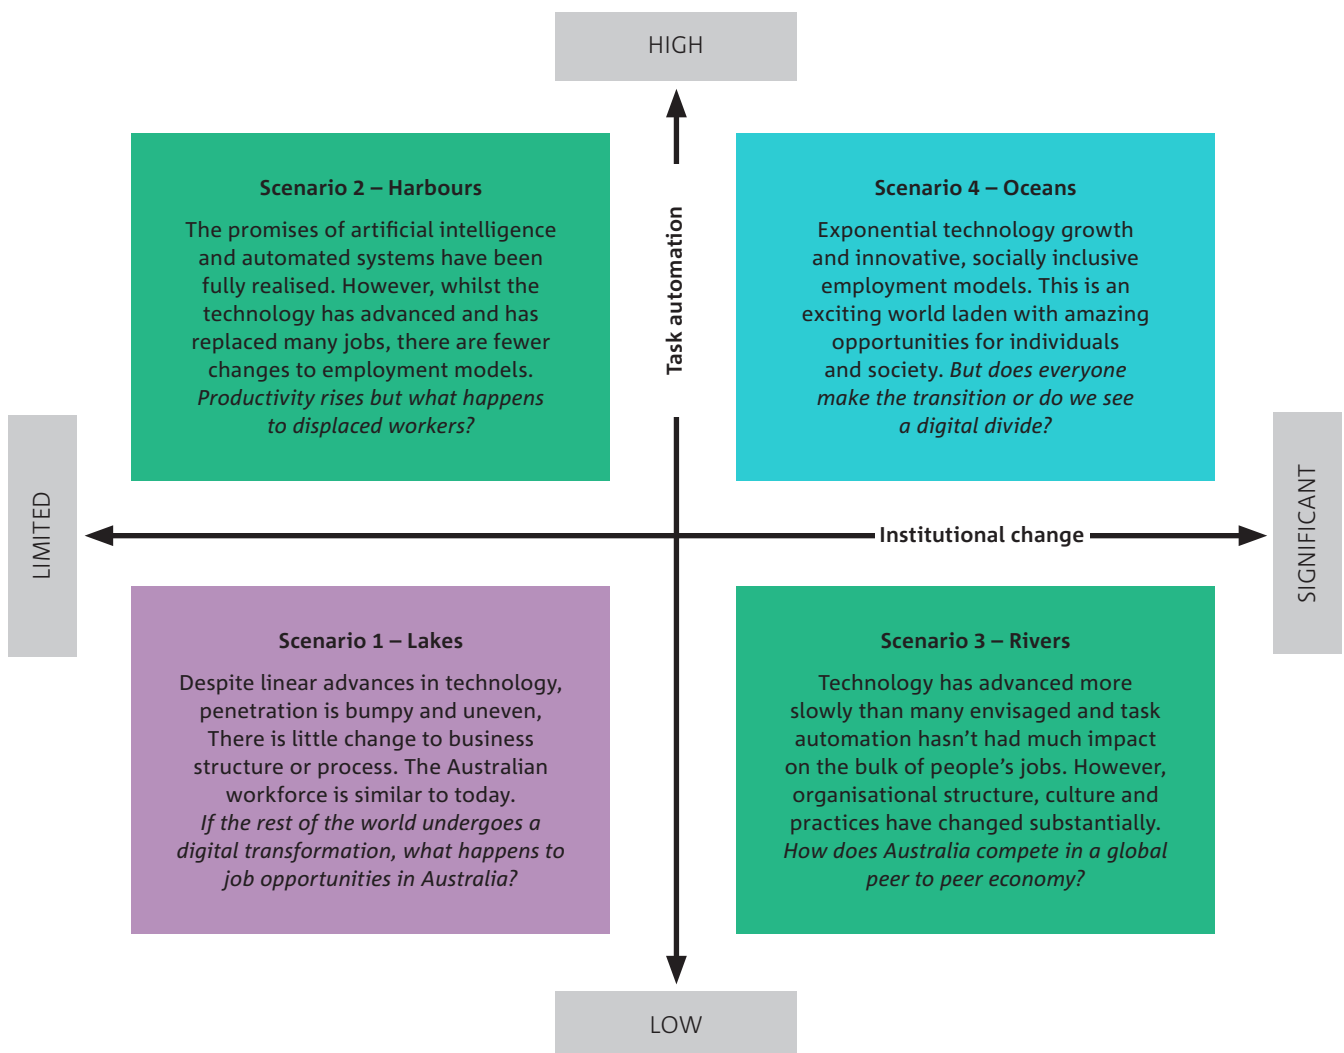 HIGH
Scenario 2 – Harbours
The promises of artificial intelligence
and automated systems have been
fully realised. However, whilst the
technology has advanced and has
replaced many jobs, there are fewer
changes to employment models.
Productivity rises but what happens
to displaced workers?
Task automation
Scenario 4 – Oceans
Exponential technology growth
and innovative, socially inclusive
employment models. This is an
exciting world laden with amazing
opportunities for individuals
and society. But does everyone
make the transition or do we see
a digital divide?
LIMITED
Institutional change
SIGNIFICANT
Scenario 1 – Lakes
Despite linear advances in technology,
penetration is bumpy and uneven,
There is little change to business
structure or process. The Australian
workforce is similar to today.
If the rest of the world undergoes a
digital transformation, what happens to
job opportunities in Australia?
Scenario 3 – Rivers
Technology has advanced more
slowly than many envisaged and task
automation hasn’t had much impact
on the bulk of people’s jobs. However,
organisational structure, culture and
practices have changed substantially.
How does Australia compete in a global
peer to peer economy?
LOW